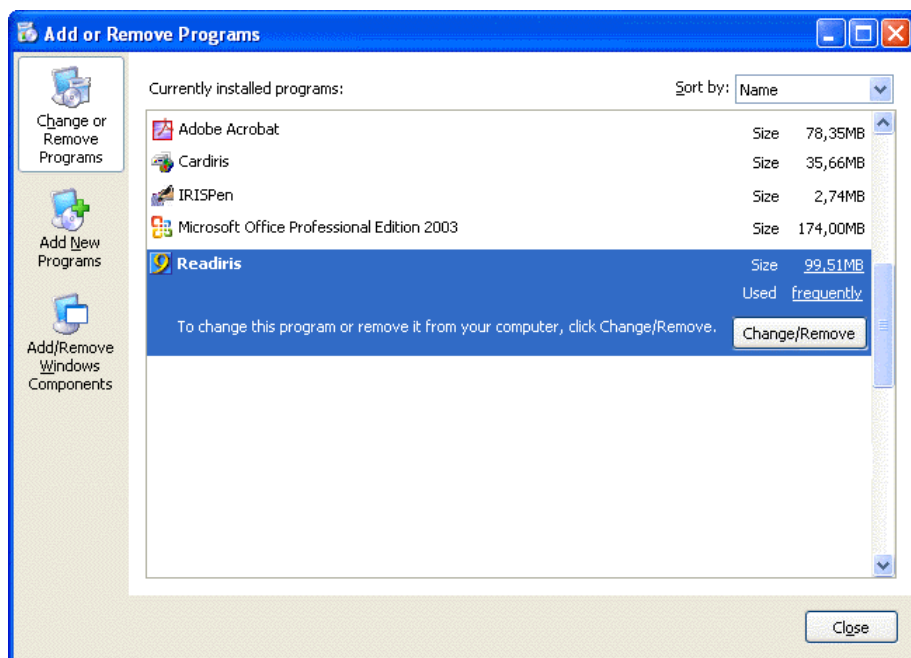 Add or Remove Programs
Change or
Remove
Programs
Add New
Programs
Add/Remove
Windows
Components
Currently installed programs:
Sort by: Name
Adobe Acrobat Size 78,35MB
Cardiris Size 35,66MB
IRISPen Size 2,74MB
Microsoft Office Professional Edition 2003 Size 174,00MB
Readiris Size 99,51MB
Used frequently
To change this program or remove it from your computer, click Change/Remove. Change/Remove
Close